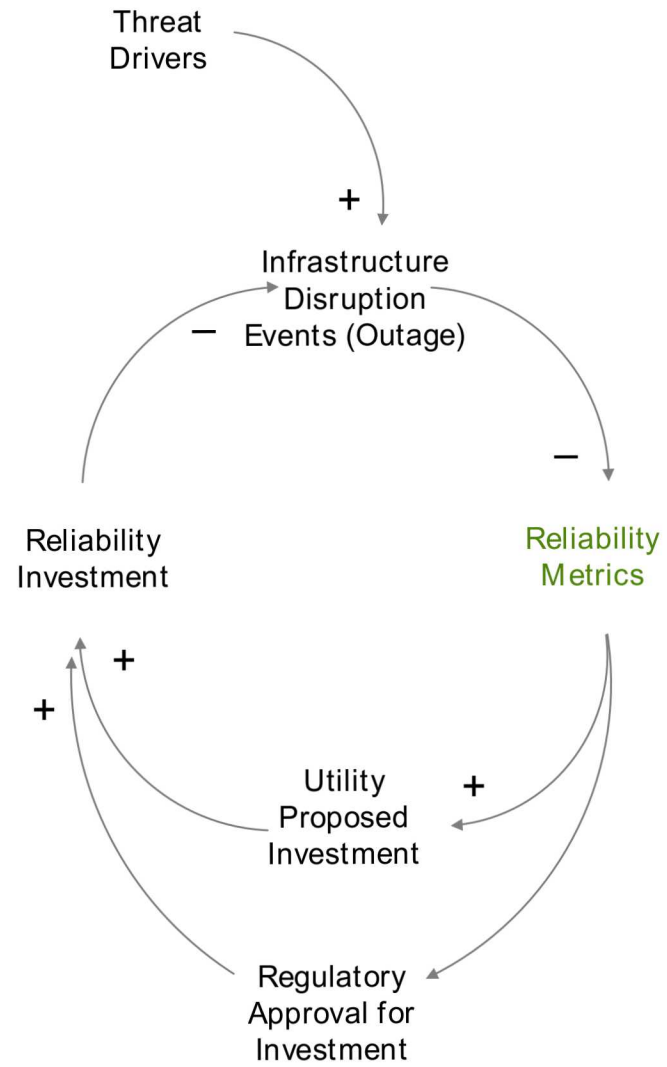 Threat
Drivers
+
Infrastructure
Disruption
Events (Outage)
–
–
Reliability
Investment
Reliability
Metrics
+
+
Utility
Proposed
Investment
+
Regulatory
Approval for
Investment